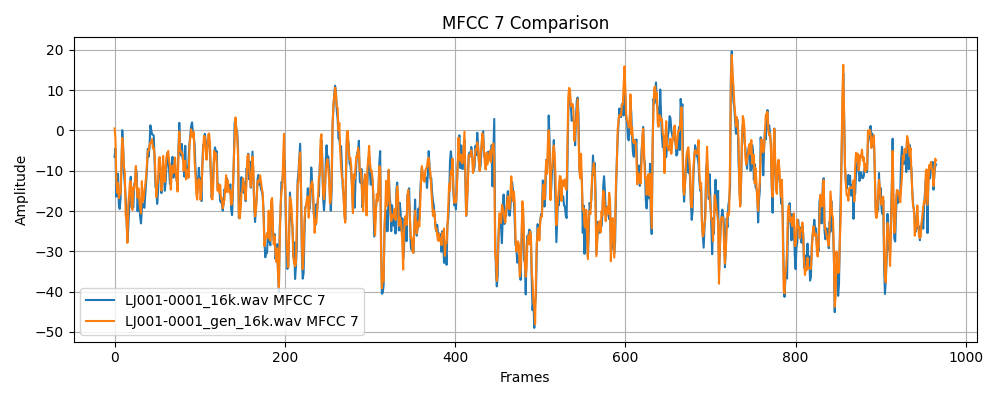 MFCC 7 Comparison
20
10
0
−10
−20
−30
−40
−50
Amplitude
LJ001-0001_16k.wav MFCC 7
LJ001-0001_gen_16k.wav MFCC 7
0 200 400 600 800 1000
Frames